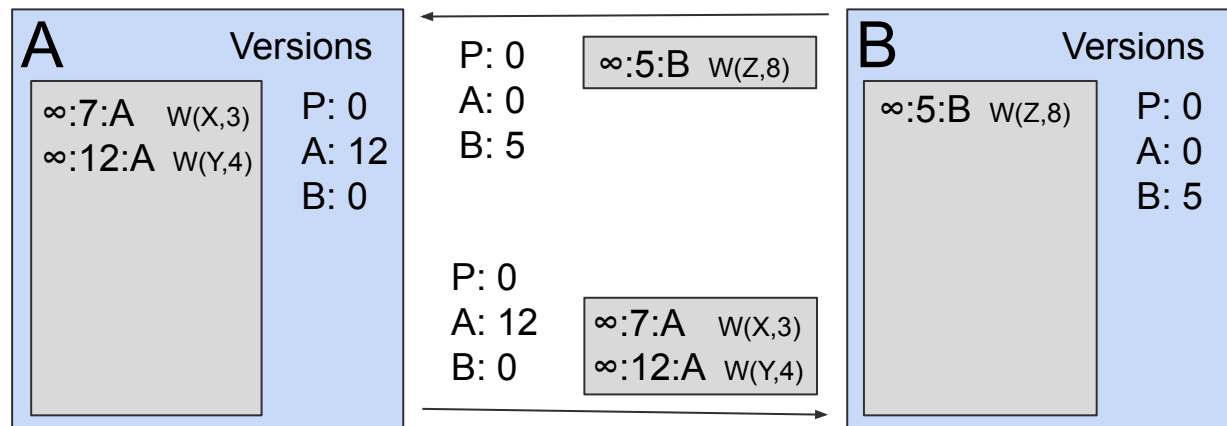 A
Versions
∞:7:A W(X,3)
∞:12:A W(Y,4)
P: 0
A: 12
B: 0
P: 0
A: 0
B: 5
∞:5:B W(Z,8)
P: 0
A: 12
B: 0
∞:7:A W(X,3)
∞:12:A W(Y,4)
B
Versions
∞:5:B W(Z,8)
P: 0
A: 0
B: 5